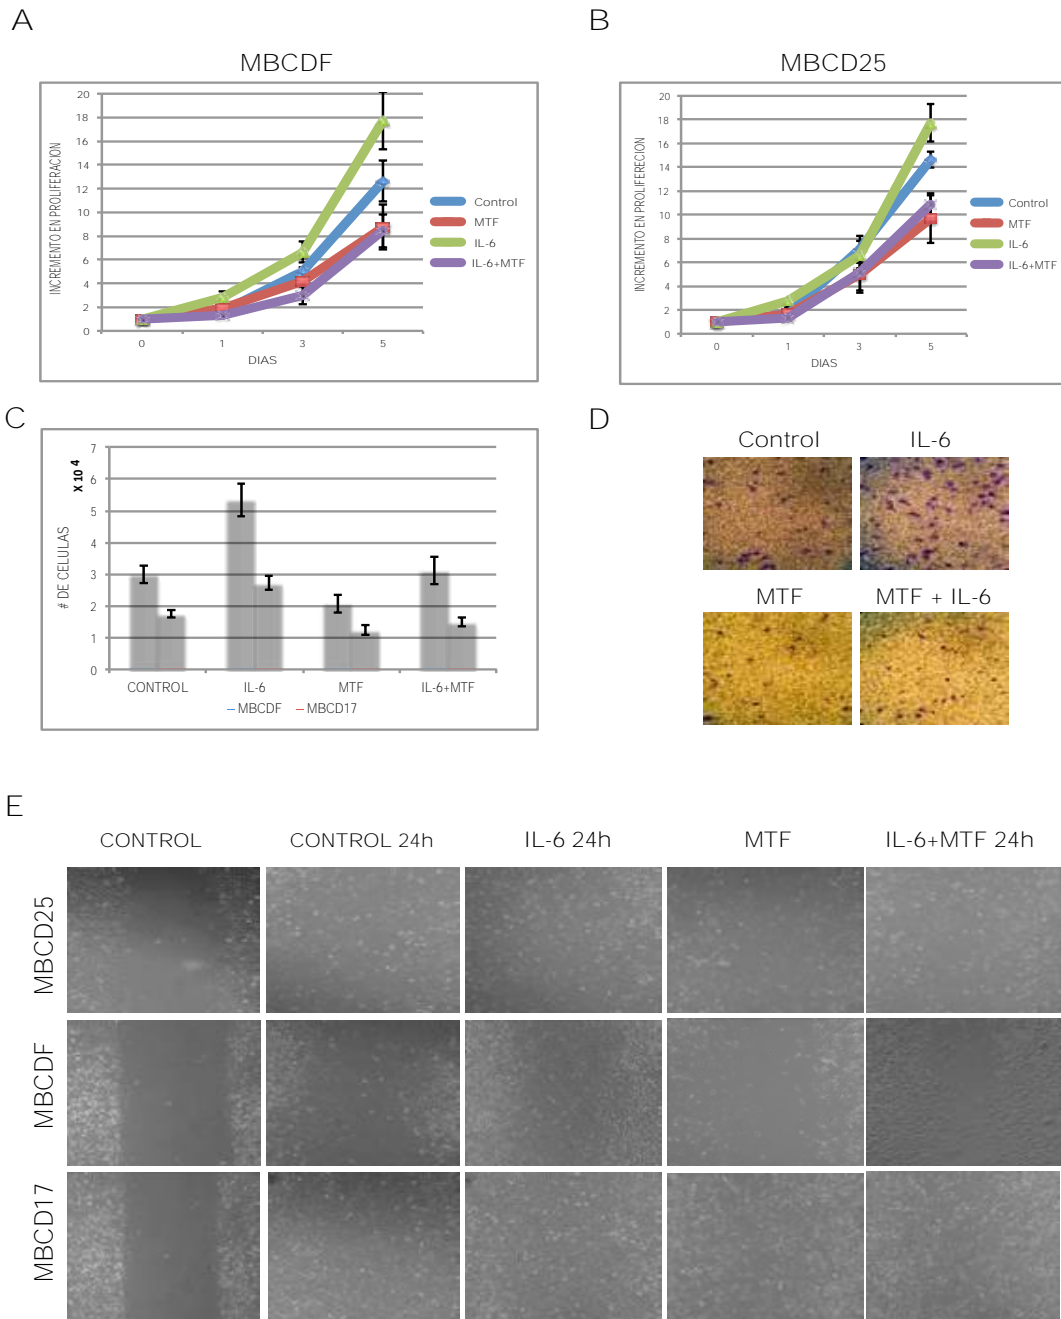 A
MBCDF
INCREMENTO EN PROLIFERACION
20
18
16
14
12
10
8
6
4
2
0
0 1 3 5
DIAS
Control
MTF
IL-6
IL-6+MTF
B
MBCD25
INCREMENTO EN PROLIFERECION
20
18
16
14
12
10
8
6
4
2
0
0 1 3 5
DIAS
Control
MTF
IL-6
IL-6+MTF
C
# DE CELULAS
X 10 4
7
6
5
4
3
2
1
0
CONTROL IL-6 MTF IL-6+MTF
MBCDF MBCD17
D
Control IL-6
MTF MTF + IL-6
E
CONTROL CONTROL 24h IL-6 24h MTF IL-6+MTF 24h
MBCD25
MBCDF
MBCD17